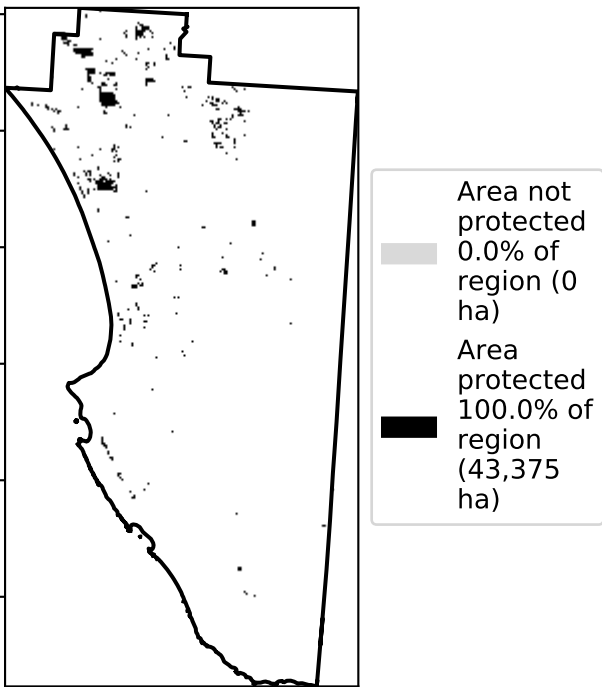 Area not
protected
0.0% of
region (0
ha)
Area
protected
100.0% of
region
(43,375
ha)